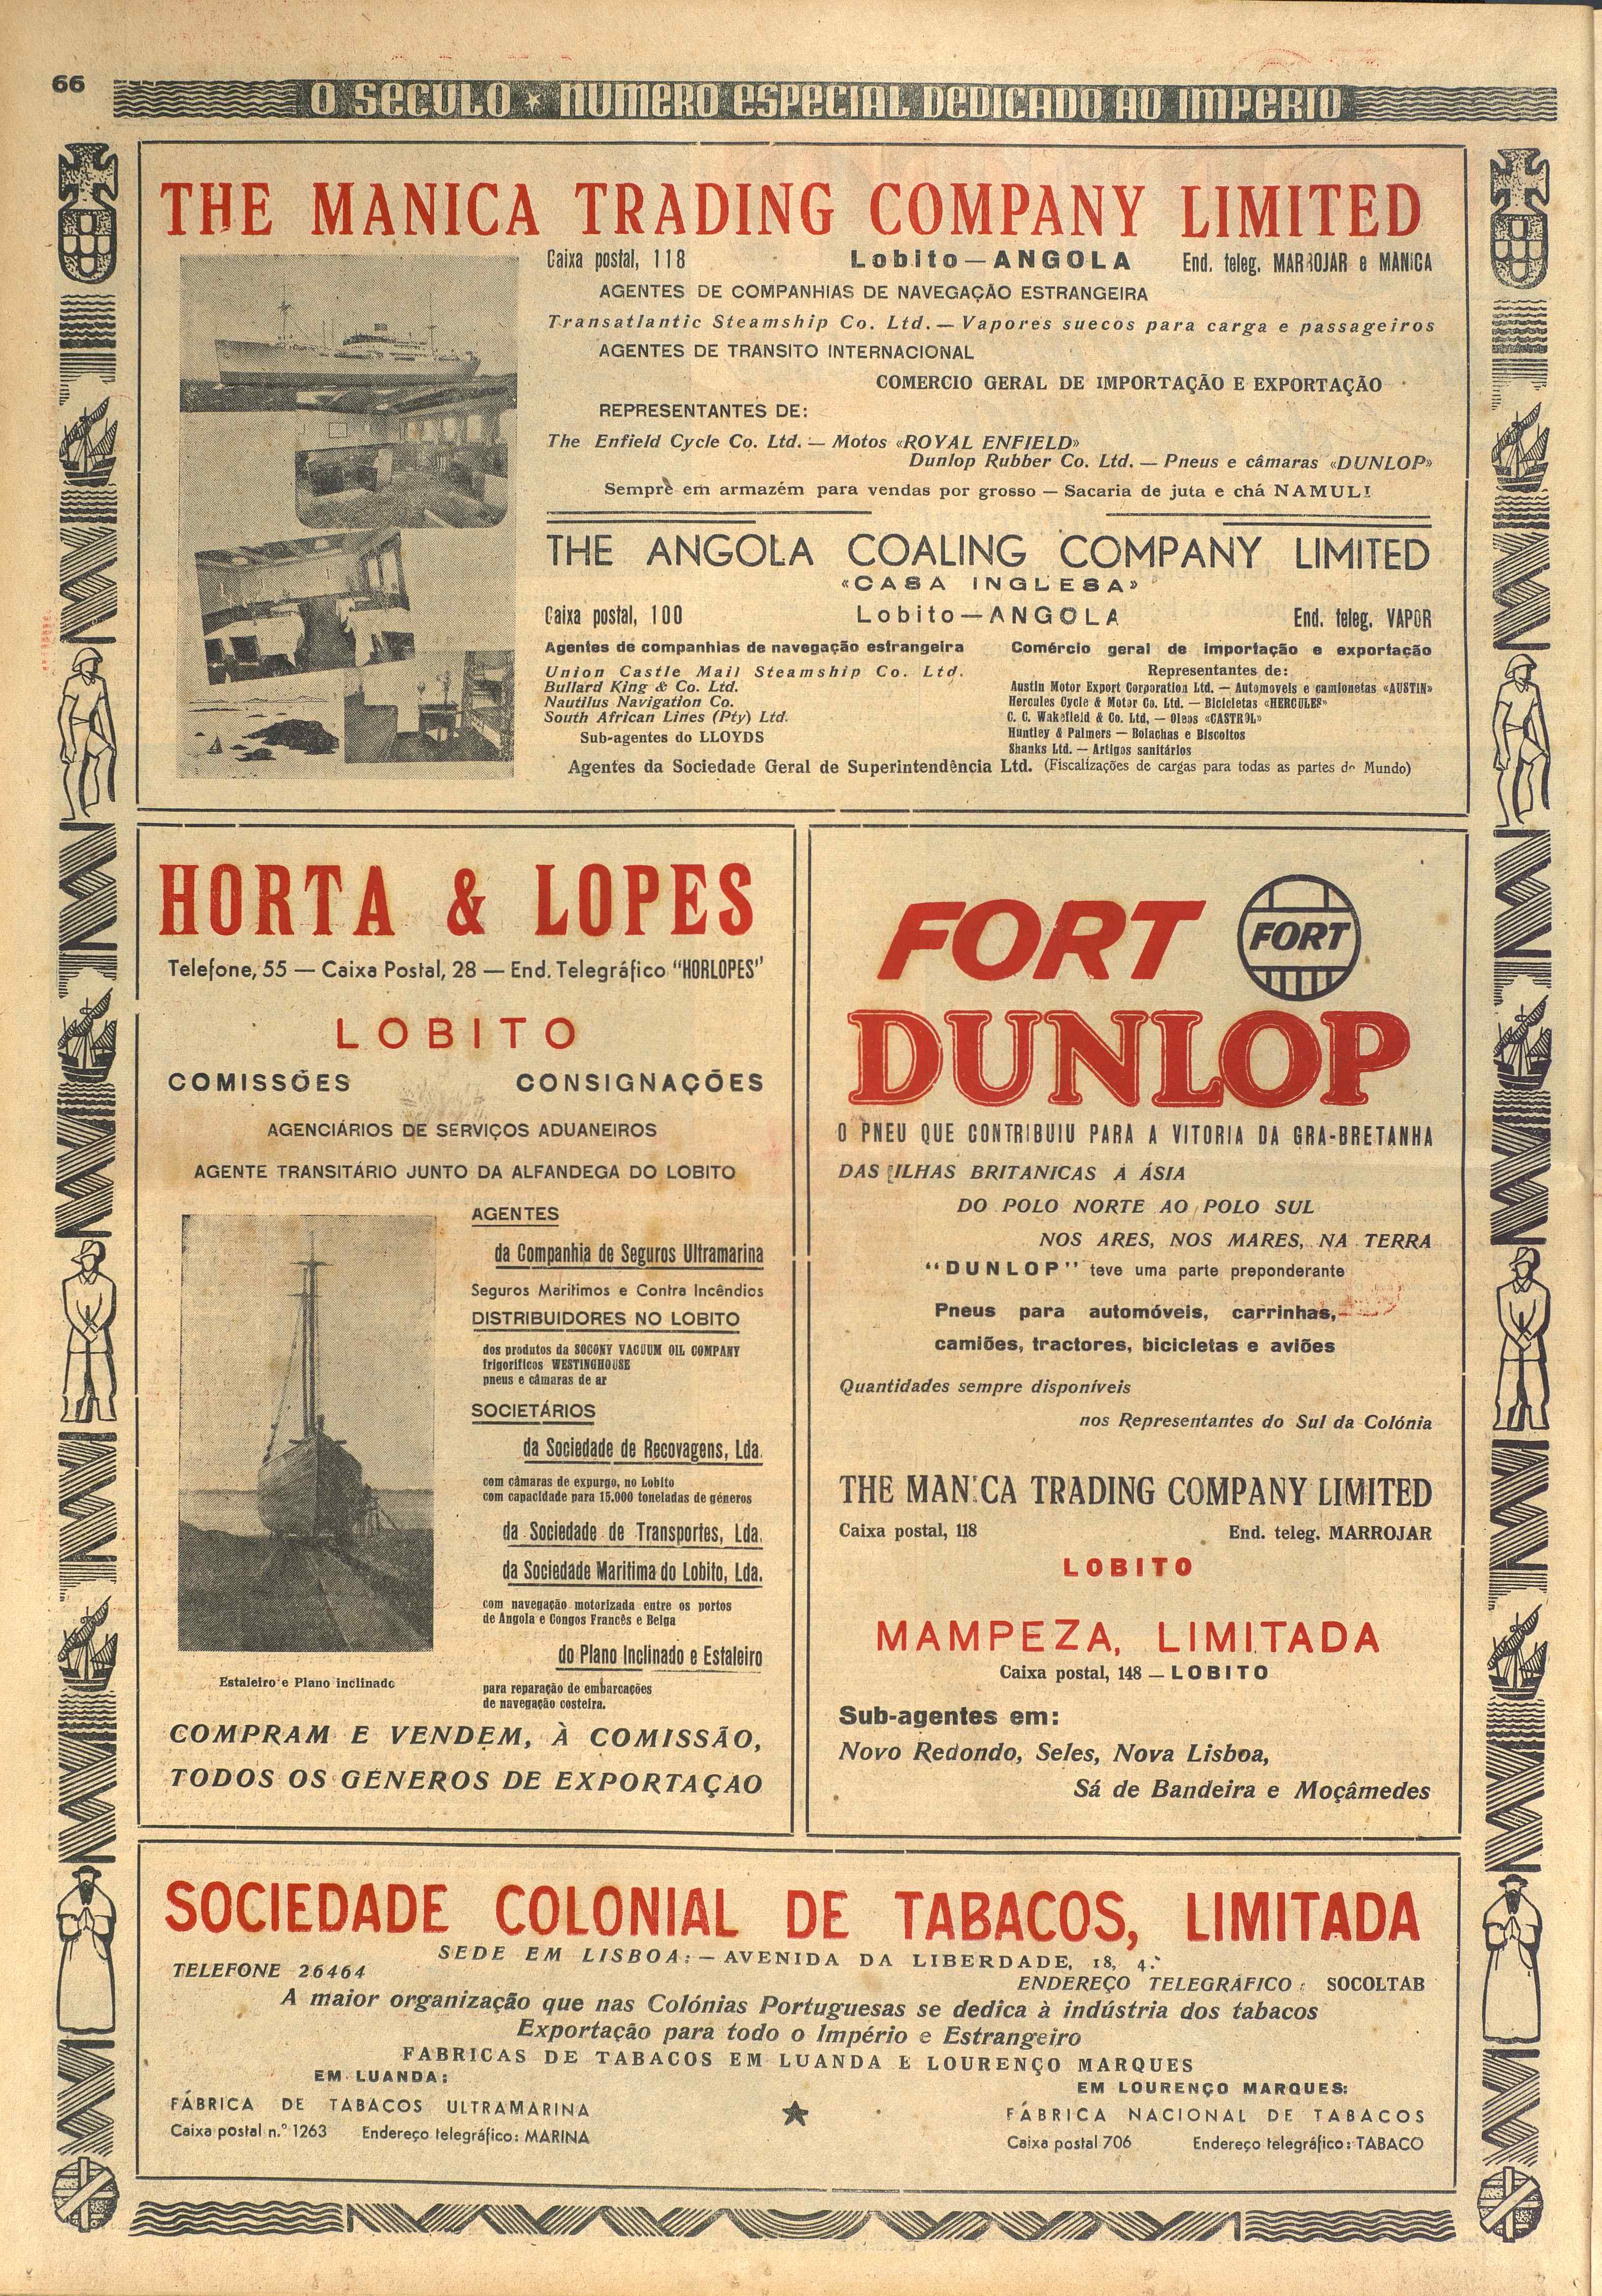 66
O SECULO ★ NUMERO ESPECIAL DEDICADO AO IMPERIO
THE MANICA TRADING COMPANY LIMITED
Caixa postal, 118 Lobito — ANGOLA End. teleg. MARROJAR e MANICA
AGENTES DE COMPANHIAS DE NAVEGAÇÃO ESTRANGEIRA
Transatlantic Steamship Co. Ltd. — Vapores suecos para carga e passageiros
AGENTES DE TRANSITO INTERNACIONAL
COMERCIO GERAL DE IMPORTAÇÃO E EXPORTAÇÃO
REPRESENTANTES DE:
The Enfield Cycle Co. Ltd. — Motos «ROYAL ENFIELD»
Dunlop Rubber Co. Ltd. — Pneus e câmaras «DUNLOP»
Sempre em armazém para vendas por grosso — Sacaria de juta e chá NAMULI
THE ANGOLA COALING COMPANY LIMITED
«CASA INGLESA»
Caixa postal, 100 Lobito — ANGOLA End. teleg. VAPOR
Agentes de companhias de navegação estrangeira
Union Castle Mail Steamship Co. Ltd.
Bullard King & Co. Ltd.
Nautilus Navigation Co.
South African Lines (Pty) Ltd.
Sub-agentes do LLOYDS
Comércio geral de importação e exportação
Representantes de:
Austin Motor Export Corporation Ltd. — Automoveis e camionetas «AUSTIN»
Hercules Cycle & Motor Co. Ltd. — Bicicletas «HERCULES»
C. C. Wakefield & Co. Ltd. — Oleos «CASTROL»
Huntley & Palmers — Bolachas e Biscoitos
Shanks Ltd. — Artigos sanitários
Agentes da Sociedade Geral de Superintendência Ltd. (Fiscalizações de cargas para todas as partes do Mundo)
HORTA & LOPES
Telefone, 55 — Caixa Postal, 28 — End. Telegráfico "HORLOPES"
LOBITO
COMISSÕES CONSIGNAÇÕES
AGENCIÁRIOS DE SERVIÇOS ADUANEIROS
AGENTE TRANSITÁRIO JUNTO DA ALFANDEGA DO LOBITO
AGENTES
da Companhia de Seguros Ultramarina
Seguros Maritimos e Contra Incêndios
DISTRIBUIDORES NO LOBITO
dos produtos da SOCONY VACUUM OIL COMPANY
frigorificos WESTINGHOUSE
pneus e câmaras de ar
SOCIETÁRIOS
da Sociedade de Recovagens, Lda.
com câmaras de expurgo, no Lobito
com capacidade para 15.000 toneladas de géneros
da Sociedade de Transportes, Lda.
da Sociedade Maritima do Lobito, Lda.
com navegação motorizada entre os portos
de Angola e Congos Francês e Belga
do Plano Inclinado e Estaleiro
para reparação de embarcações
de navegação costeira.
Estaleiro e Plano inclinado
COMPRAM E VENDEM, À COMISSÃO,
TODOS OS GÉNEROS DE EXPORTAÇAO
FORT
FORT
DUNLOP
O PNEU QUE CONTRIBUIU PARA A VITORIA DA GRA-BRETANHA
DAS ILHAS BRITANICAS À ÁSIA
DO POLO NORTE AO POLO SUL
NOS ARES, NOS MARES, NA TERRA
"DUNLOP" teve uma parte preponderante
Pneus para automóveis, carrinhas,
camiões, tractores, bicicletas e aviões
Quantidades sempre disponíveis
nos Representantes do Sul da Colónia
THE MANICA TRADING COMPANY LIMITED
Caixa postal, 118 End. teleg. MARROJAR
LOBITO
MAMPEZA, LIMITADA
Caixa postal, 148 — LOBITO
Sub-agentes em:
Novo Redondo, Seles, Nova Lisboa,
Sá de Bandeira e Moçâmedes
SOCIEDADE COLONIAL DE TABACOS, LIMITADA
SEDE EM LISBOA: — AVENIDA DA LIBERDADE, 18, 4.º
TELEFONE 26464 ENDEREÇO TELEGRÁFICO: SOCOLTAB
A maior organização que nas Colónias Portuguesas se dedica à indústria dos tabacos
Exportação para todo o Império e Estrangeiro
FABRICAS DE TABACOS EM LUANDA E LOURENÇO MARQUES
EM LUANDA:
FÁBRICA DE TABACOS ULTRAMARINA
Caixa postal n.º 1263 Endereço telegráfico: MARINA
EM LOURENÇO MARQUES:
FÁBRICA NACIONAL DE TABACOS
Caixa postal 706 Endereço telegráfico: TABACO